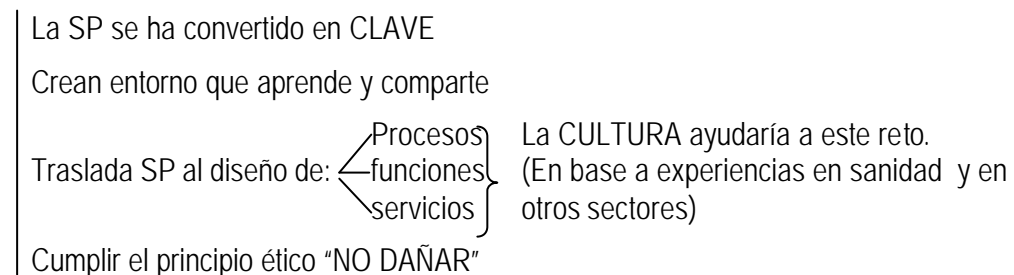 La SP se ha convertido en CLAVE
Crean entorno que aprende y comparte
Traslada SP al diseño de:
Procesos
funciones
servicios
La CULTURA ayudaría a este reto.
(En base a experiencias en sanidad y en
otros sectores)
Cumplir el principio ético “NO DAÑAR”